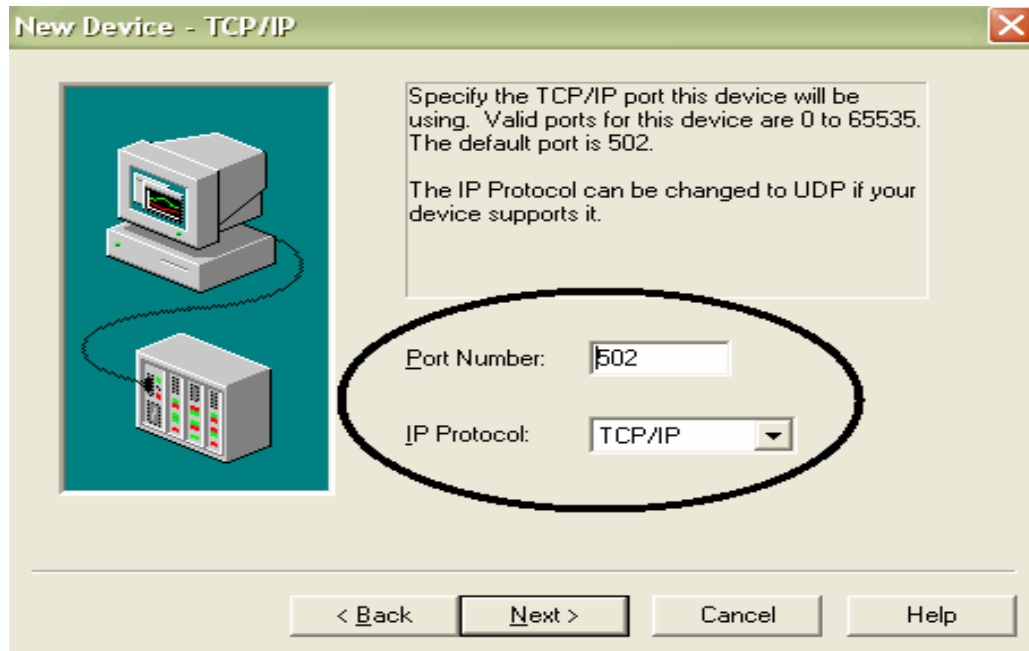 New Device - TCP/IP
Specify the TCP/IP port this device will be
using. Valid ports for this device are 0 to 65535.
The default port is 502.
The IP Protocol can be changed to UDP if your
device supports it.
Port Number: 502
IP Protocol: TCP/IP
< Back Next > Cancel Help